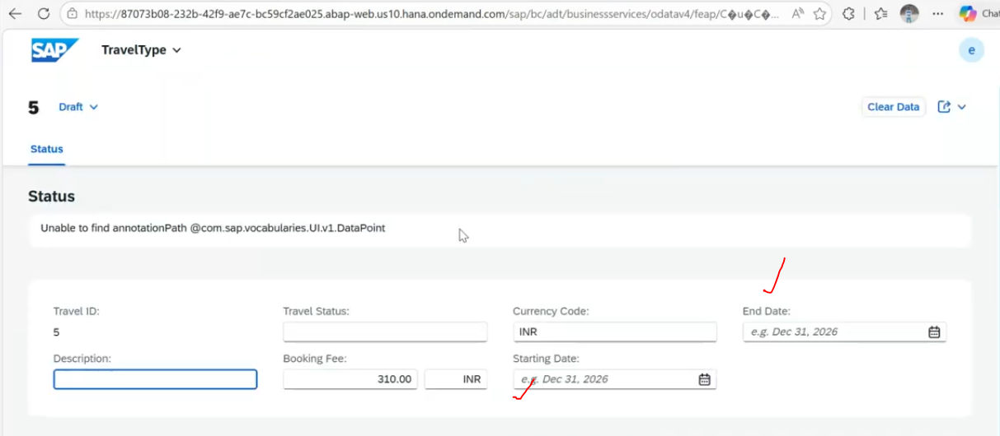 https://87073b08-232b-42f9-ae7c-bc59cf2ae025.abap-web.us10.hana.ondemand.com/sap/bc/adt/businessservices/odatav4/feap/C�u�C�...
Chat
SAP TravelType e
5 Draft Clear Data
Status
Status
Unable to find annotationPath @com.sap.vocabularies.UI.v1.DataPoint
Travel ID: Travel Status: Currency Code: End Date:
5 INR e.g. Dec 31, 2026
Description: Booking Fee: Starting Date:
310.00 INR e.g. Dec 31, 2026